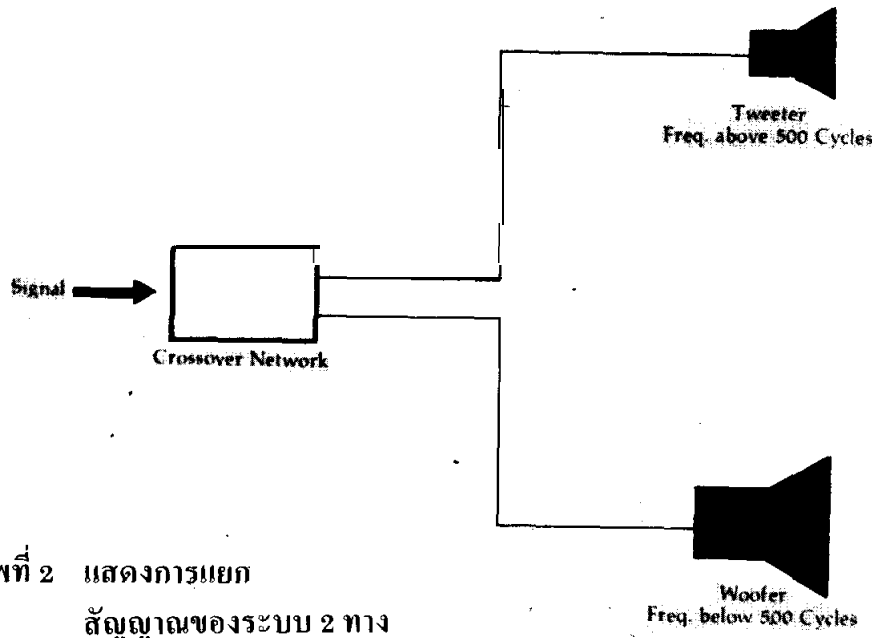 Tweeter
Freq. above 500 Cycles
Signal
Crossover Network
พที่ 2 แสดงการแยก
สัญญาณของระบบ 2 ทาง
Woofer
Freq. below 500 Cycles